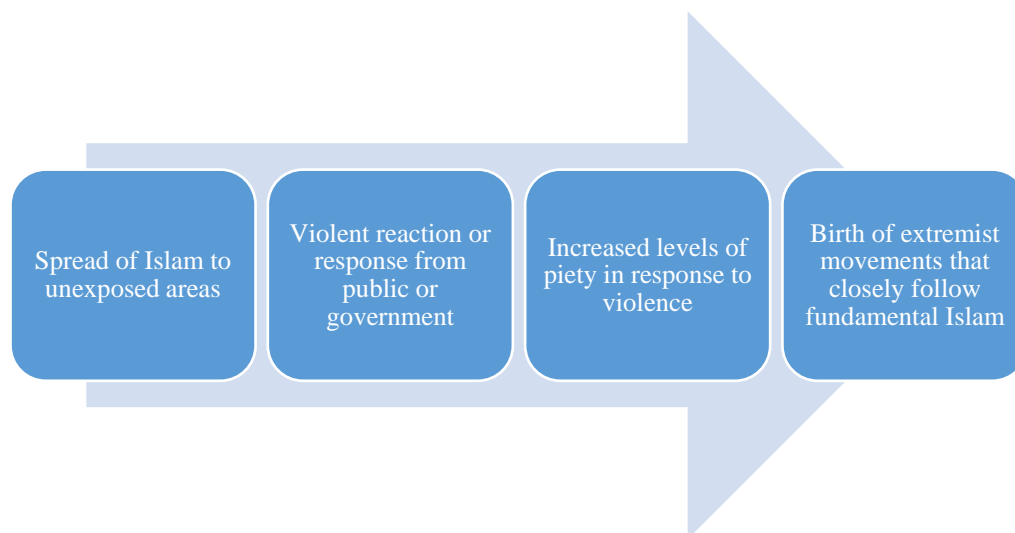 Spread of Islam to
unexposed areas
Violent reaction or
response from
public or
government
Increased levels of
piety in response to
violence
Birth of extremist
movements that
closely follow
fundamental Islam